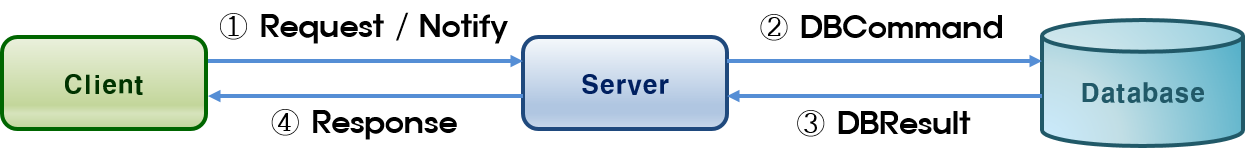 ① Request / Notify
② DBCommand
Client
Server
Database
④ Response
③ DBResult